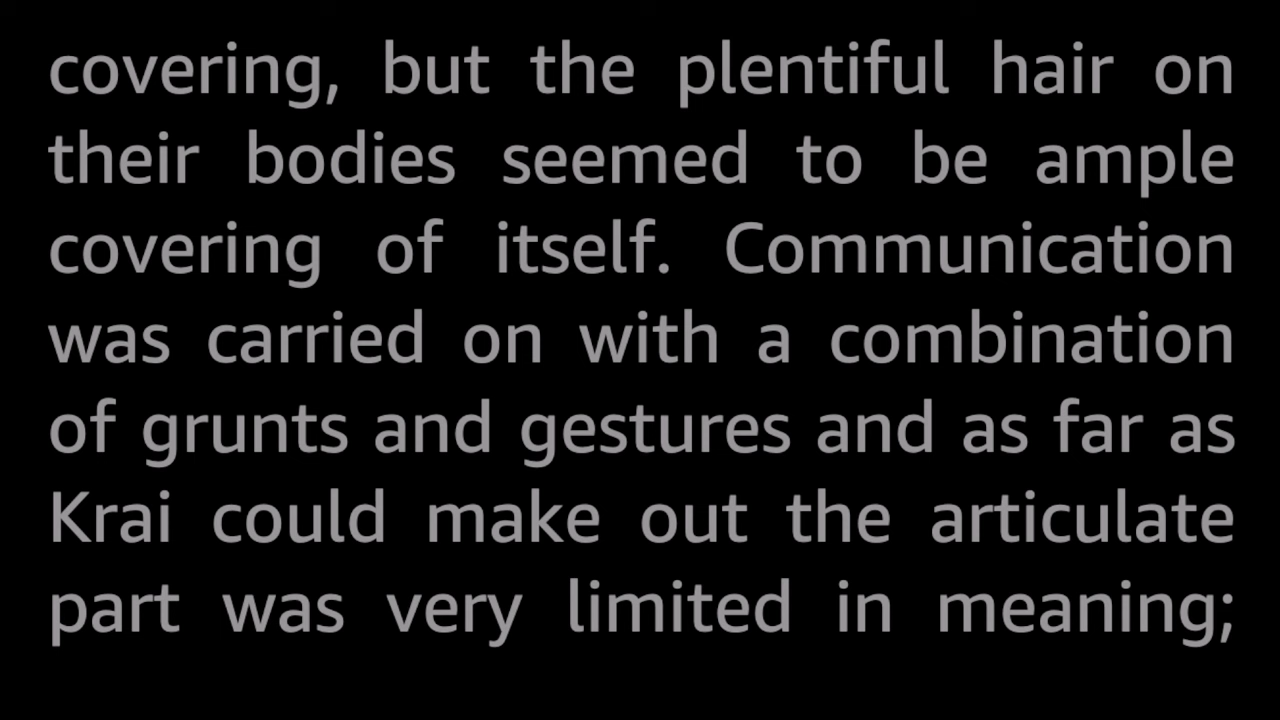 covering, but the plentiful hair on
their bodies seemed to be ample
covering of itself. Communication
was carried on with a combination
of grunts and gestures and as far as
Krai could make out the articulate
part was very limited in meaning;